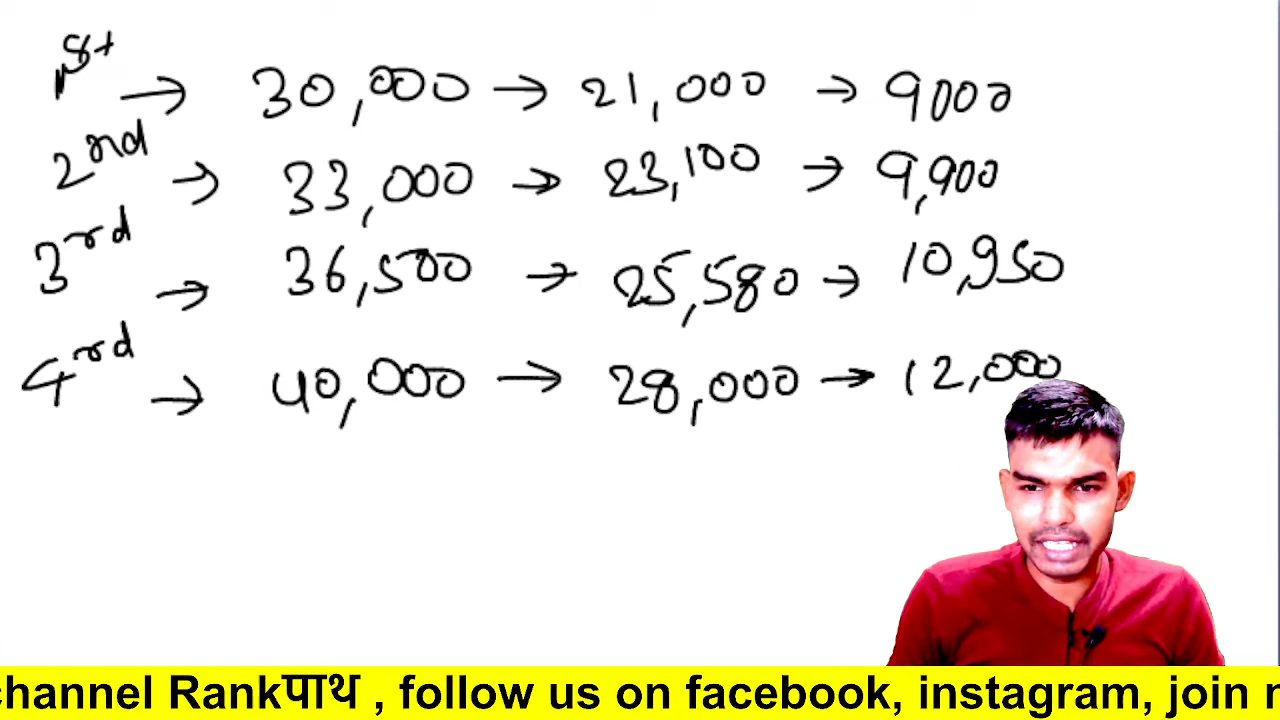 1st → 30,000 → 21,000 → 9000
2nd → 33,000 → 23,100 → 9,900
3rd → 36,500 → 25,580 → 10,950
4rd → 40,000 → 28,000 → 12,000
channel Rankपाथ , follow us on facebook, instagram, join